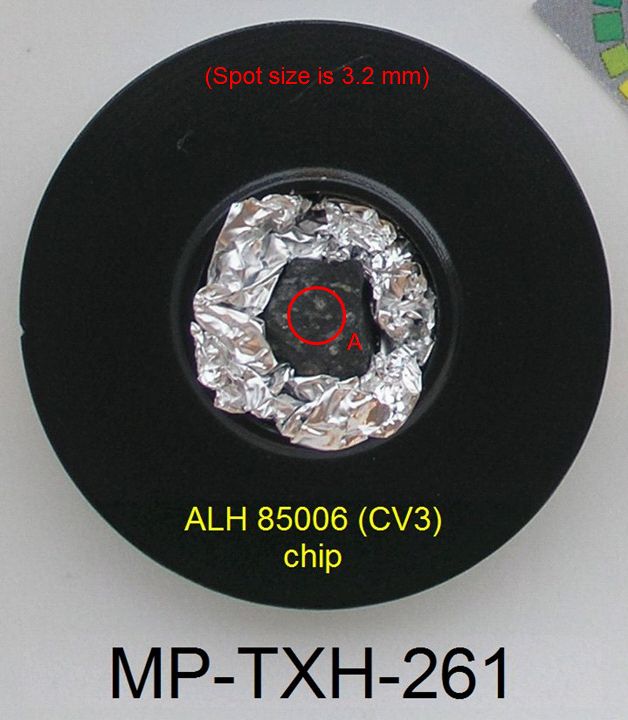 (Spot size is 3.2 mm)
A
ALH 85006 (CV3)
chip
MP-TXH-261